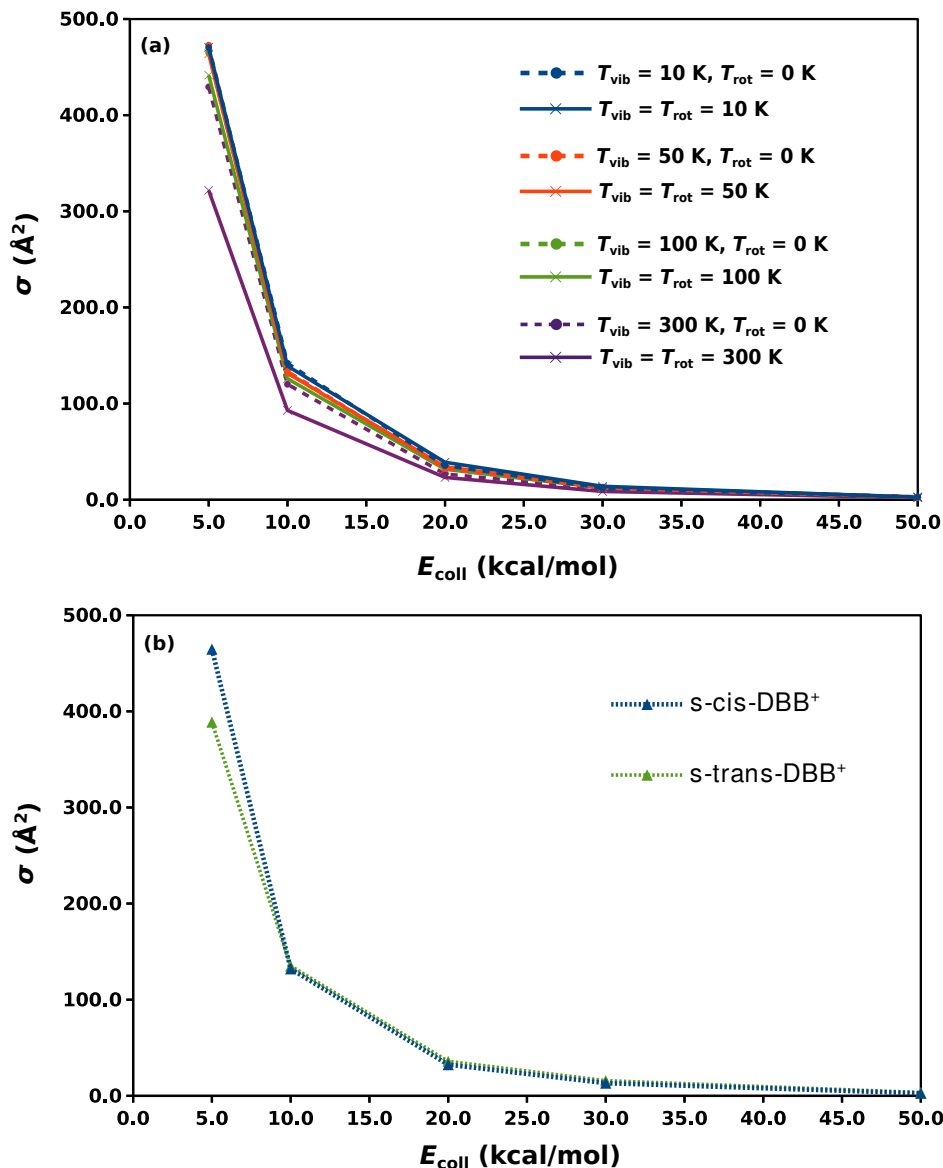 (a)
500.0
400.0
300.0
200.0
100.0
0.0
σ (Å²)
T_vib = 10 K, T_rot = 0 K
T_vib = T_rot = 10 K
T_vib = 50 K, T_rot = 0 K
T_vib = T_rot = 50 K
T_vib = 100 K, T_rot = 0 K
T_vib = T_rot = 100 K
T_vib = 300 K, T_rot = 0 K
T_vib = T_rot = 300 K
0.0 5.0 10.0 15.0 20.0 25.0 30.0 35.0 40.0 45.0 50.0
E_coll (kcal/mol)
(b)
500.0
400.0
300.0
200.0
100.0
0.0
σ (Å²)
s-cis-DBB⁺
s-trans-DBB⁺
0.0 5.0 10.0 15.0 20.0 25.0 30.0 35.0 40.0 45.0 50.0
E_coll (kcal/mol)